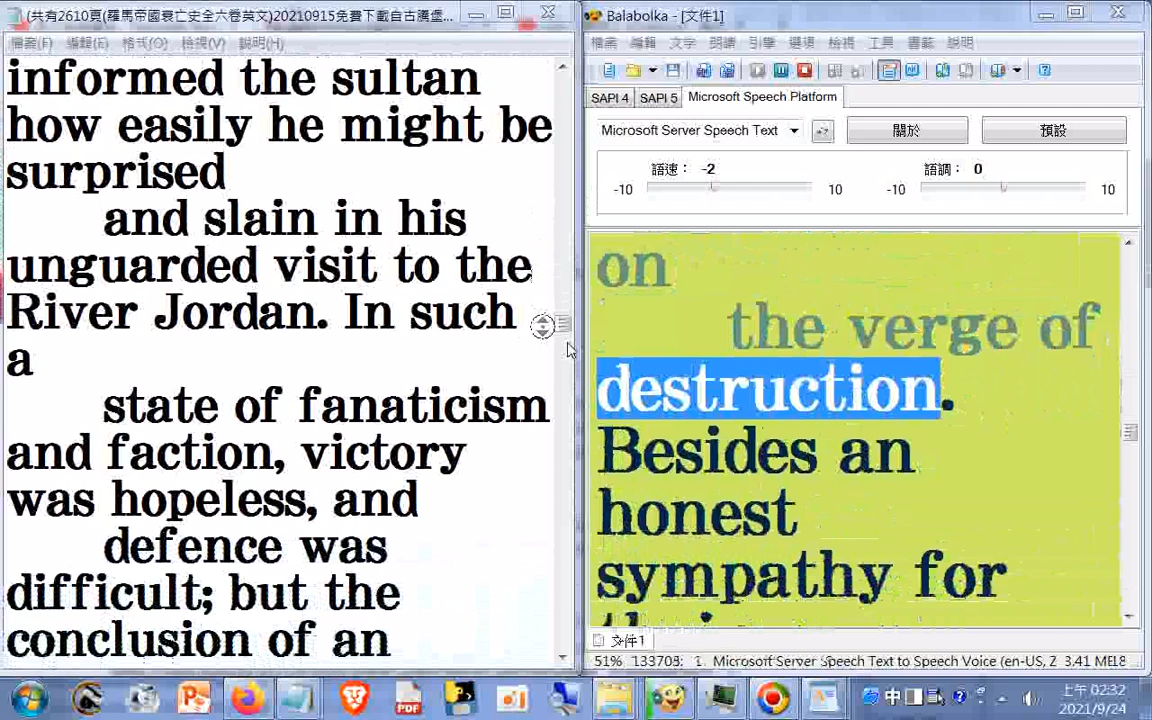 (共有2610頁(羅馬帝國衰亡史全六卷英文)20210915免費下載自古騰堡...
檔案(F) 編輯(E) 格式(O) 檢視(V) 說明(H)
informed the sultan
how easily he might be
surprised
and slain in his
unguarded visit to the
River Jordan. In such
a
state of fanaticism
and faction, victory
was hopeless, and
defence was
difficult; but the
conclusion of an
Balabolka - [文件1]
檔案 編輯 文字 朗讀 引擎 選項 檢視 工具 書籤 說明
SAPI 4 SAPI 5 Microsoft Speech Platform
Microsoft Server Speech Text 關於 預設
語速: -2 語調: 0
-10 10 -10 10
on
the verge of
destruction.
Besides an
honest
sympathy for
文件1
51% 133703: 1. Microsoft Server Speech Text to Speech Voice (en-US, Z 3.41 MB
中
上午 02:32
2021/9/24